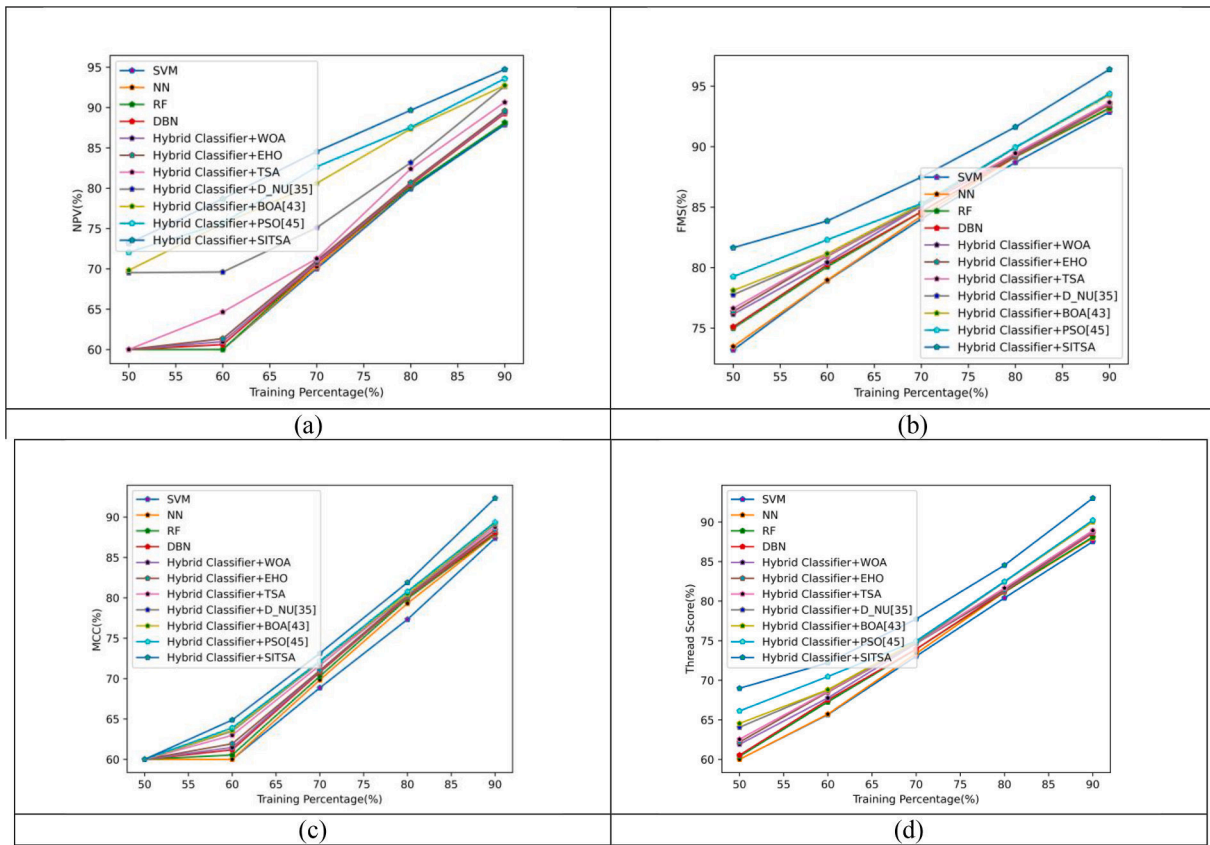 95
90
85
80
75
70
65
60
NPV(%)
SVM
NN
RF
DBN
Hybrid Classifier+WOA
Hybrid Classifier+EHO
Hybrid Classifier+TSA
Hybrid Classifier+D_NU[35]
Hybrid Classifier+BOA[43]
Hybrid Classifier+PSO[45]
Hybrid Classifier+SITSA
50 55 60 65 70 75 80 85 90
Training Percentage(%)
(a)
95
90
85
80
75
FMS(%)
SVM
NN
RF
DBN
Hybrid Classifier+WOA
Hybrid Classifier+EHO
Hybrid Classifier+TSA
Hybrid Classifier+D_NU[35]
Hybrid Classifier+BOA[43]
Hybrid Classifier+PSO[45]
Hybrid Classifier+SITSA
50 55 60 65 70 75 80 85 90
Training Percentage(%)
(b)
90
85
80
75
70
65
60
MCC(%)
SVM
NN
RF
DBN
Hybrid Classifier+WOA
Hybrid Classifier+EHO
Hybrid Classifier+TSA
Hybrid Classifier+D_NU[35]
Hybrid Classifier+BOA[43]
Hybrid Classifier+PSO[45]
Hybrid Classifier+SITSA
50 55 60 65 70 75 80 85 90
Training Percentage(%)
(c)
90
85
80
75
70
65
60
Thread Score(%)
SVM
NN
RF
DBN
Hybrid Classifier+WOA
Hybrid Classifier+EHO
Hybrid Classifier+TSA
Hybrid Classifier+D_NU[35]
Hybrid Classifier+BOA[43]
Hybrid Classifier+PSO[45]
Hybrid Classifier+SITSA
50 55 60 65 70 75 80 85 90
Training Percentage(%)
(d)